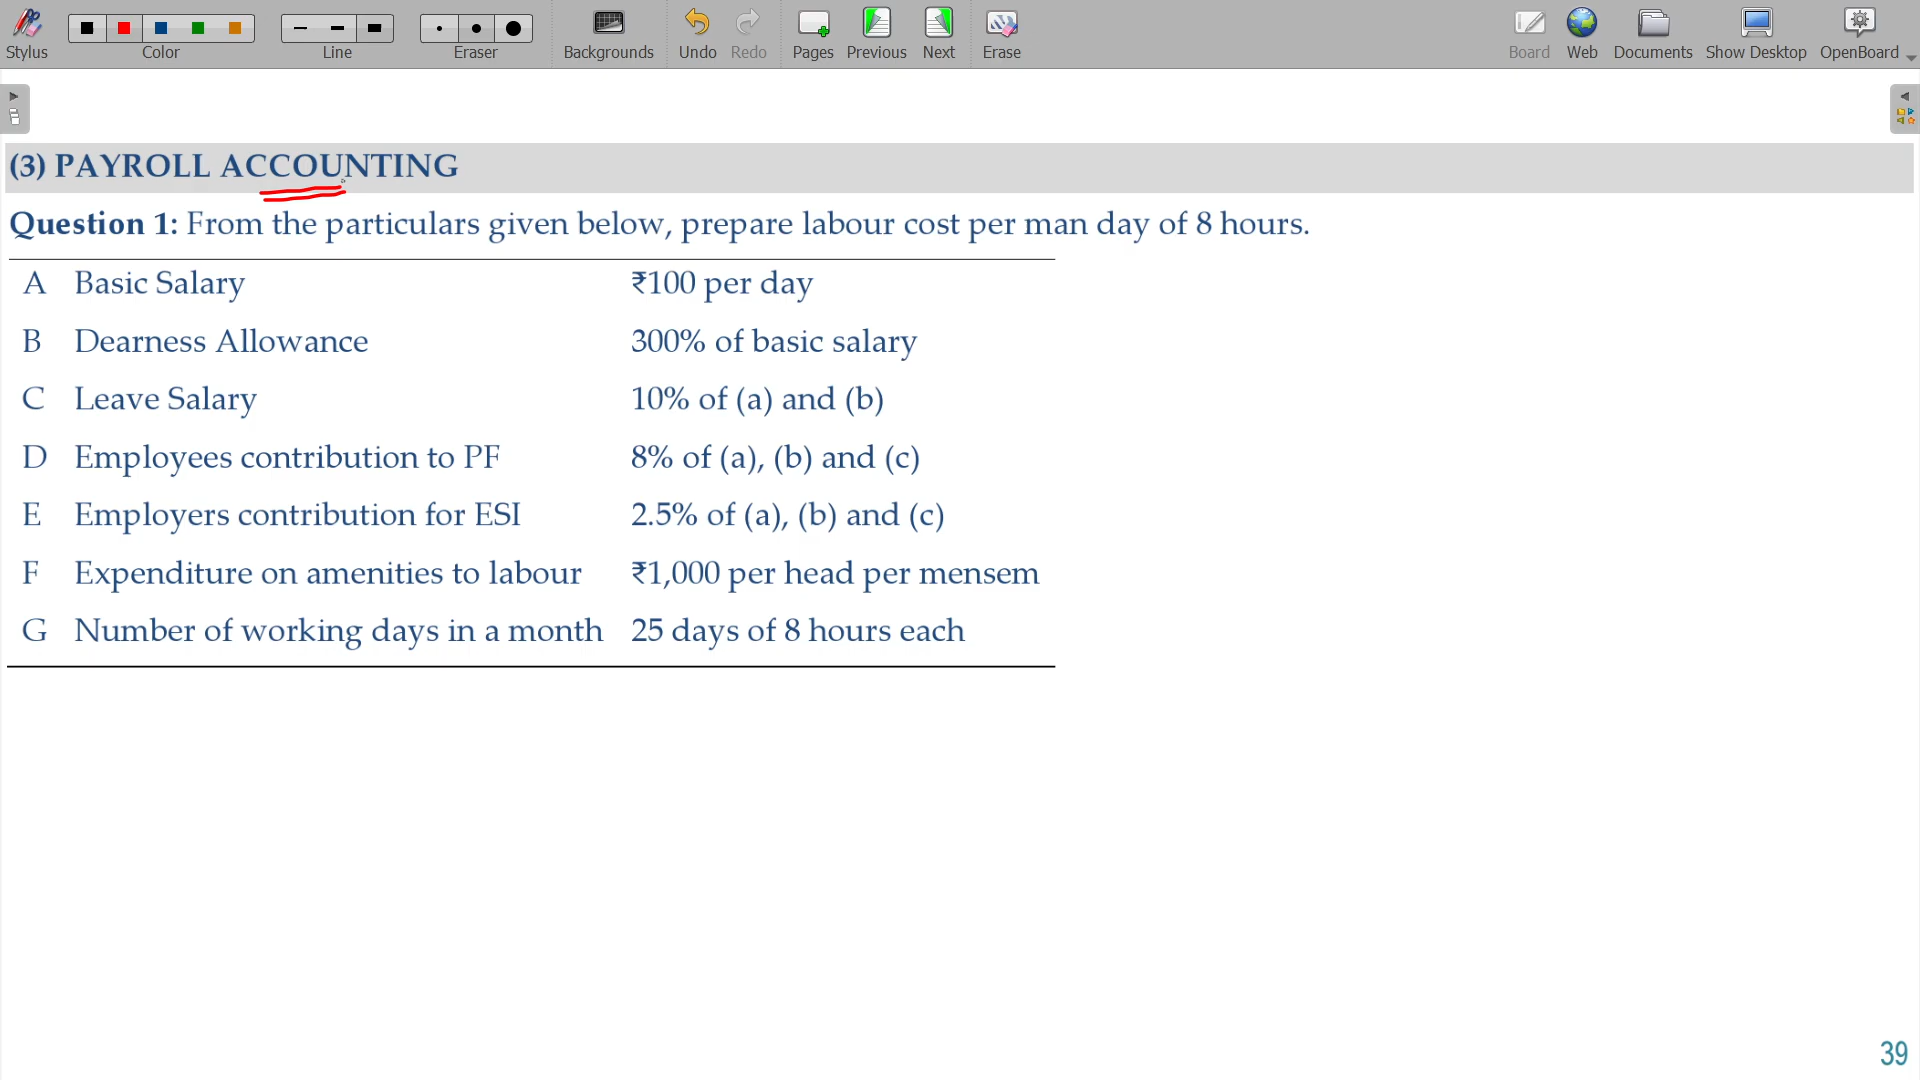 Stylus Color Line Eraser Backgrounds Undo Redo Pages Previous Next Erase Board Web Documents Show Desktop OpenBoard
(3) PAYROLL ACCOUNTING
Question 1: From the particulars given below, prepare labour cost per man day of 8 hours.
A Basic Salary ₹100 per day
B Dearness Allowance 300% of basic salary
C Leave Salary 10% of (a) and (b)
D Employees contribution to PF 8% of (a), (b) and (c)
E Employers contribution for ESI 2.5% of (a), (b) and (c)
F Expenditure on amenities to labour ₹1,000 per head per mensem
G Number of working days in a month 25 days of 8 hours each
39